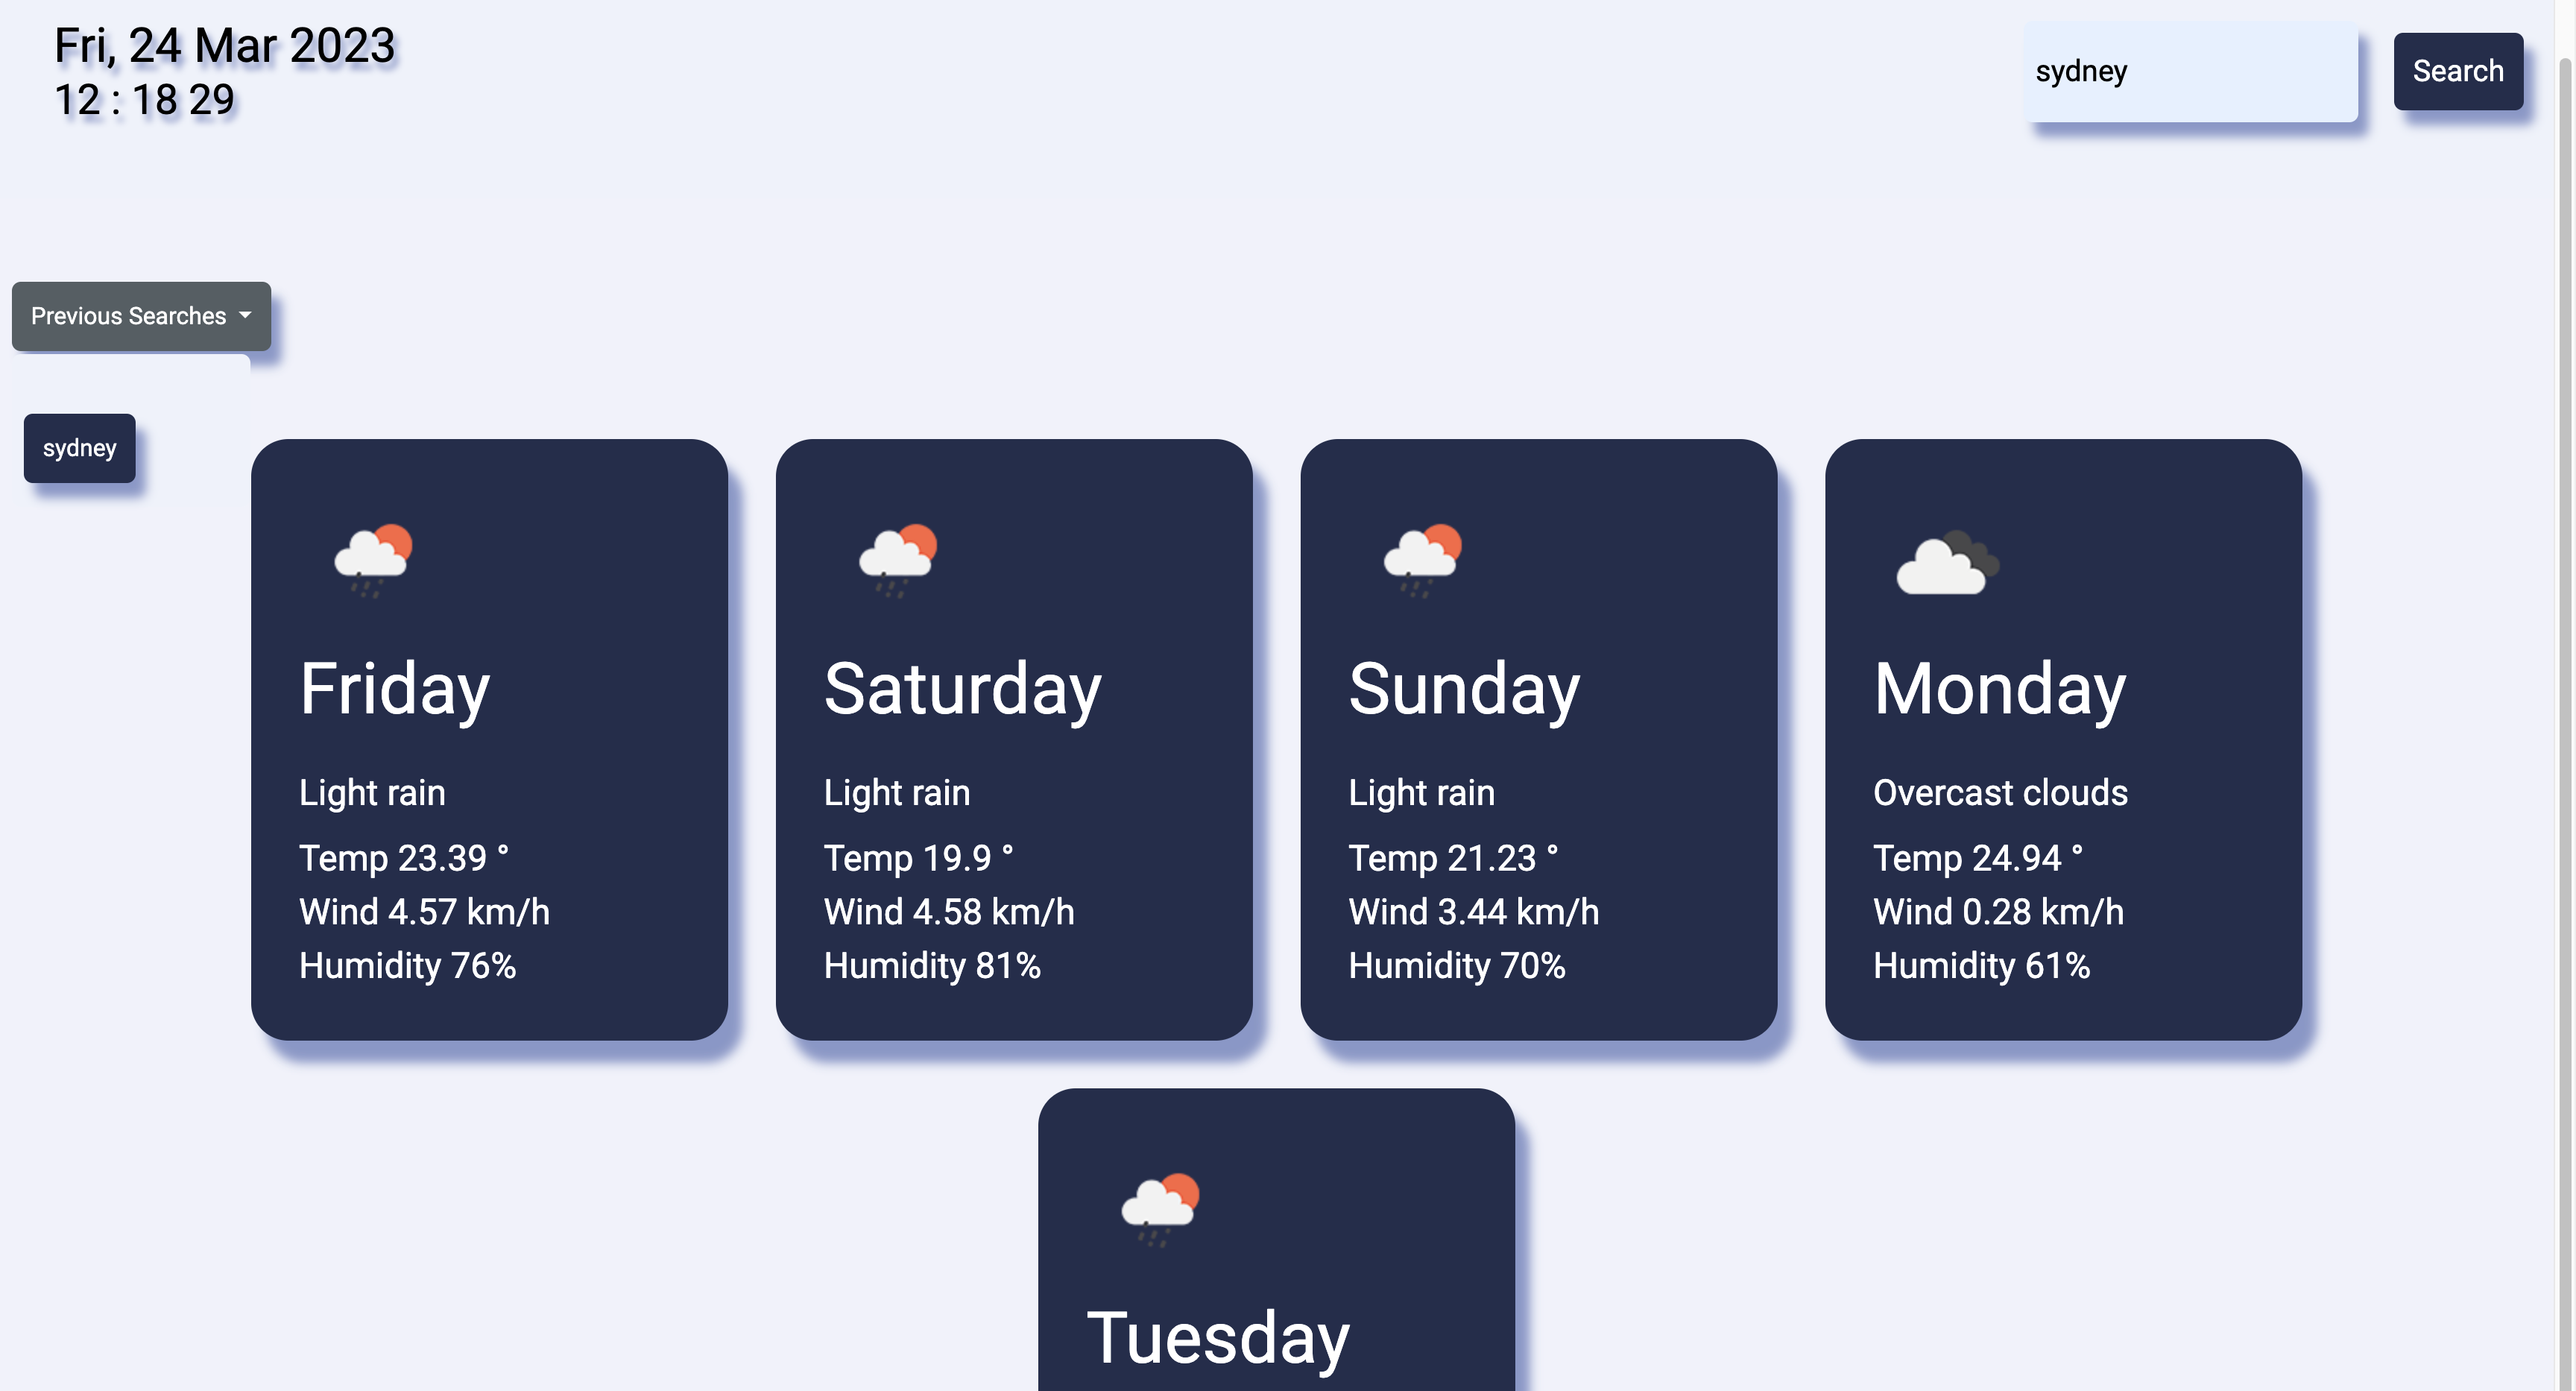 Fri, 24 Mar 2023
12 : 18 29
sydney
Search
Previous Searches
sydney
Friday
Light rain
Temp 23.39 °
Wind 4.57 km/h
Humidity 76%
Saturday
Light rain
Temp 19.9 °
Wind 4.58 km/h
Humidity 81%
Sunday
Light rain
Temp 21.23 °
Wind 3.44 km/h
Humidity 70%
Monday
Overcast clouds
Temp 24.94 °
Wind 0.28 km/h
Humidity 61%
Tuesday